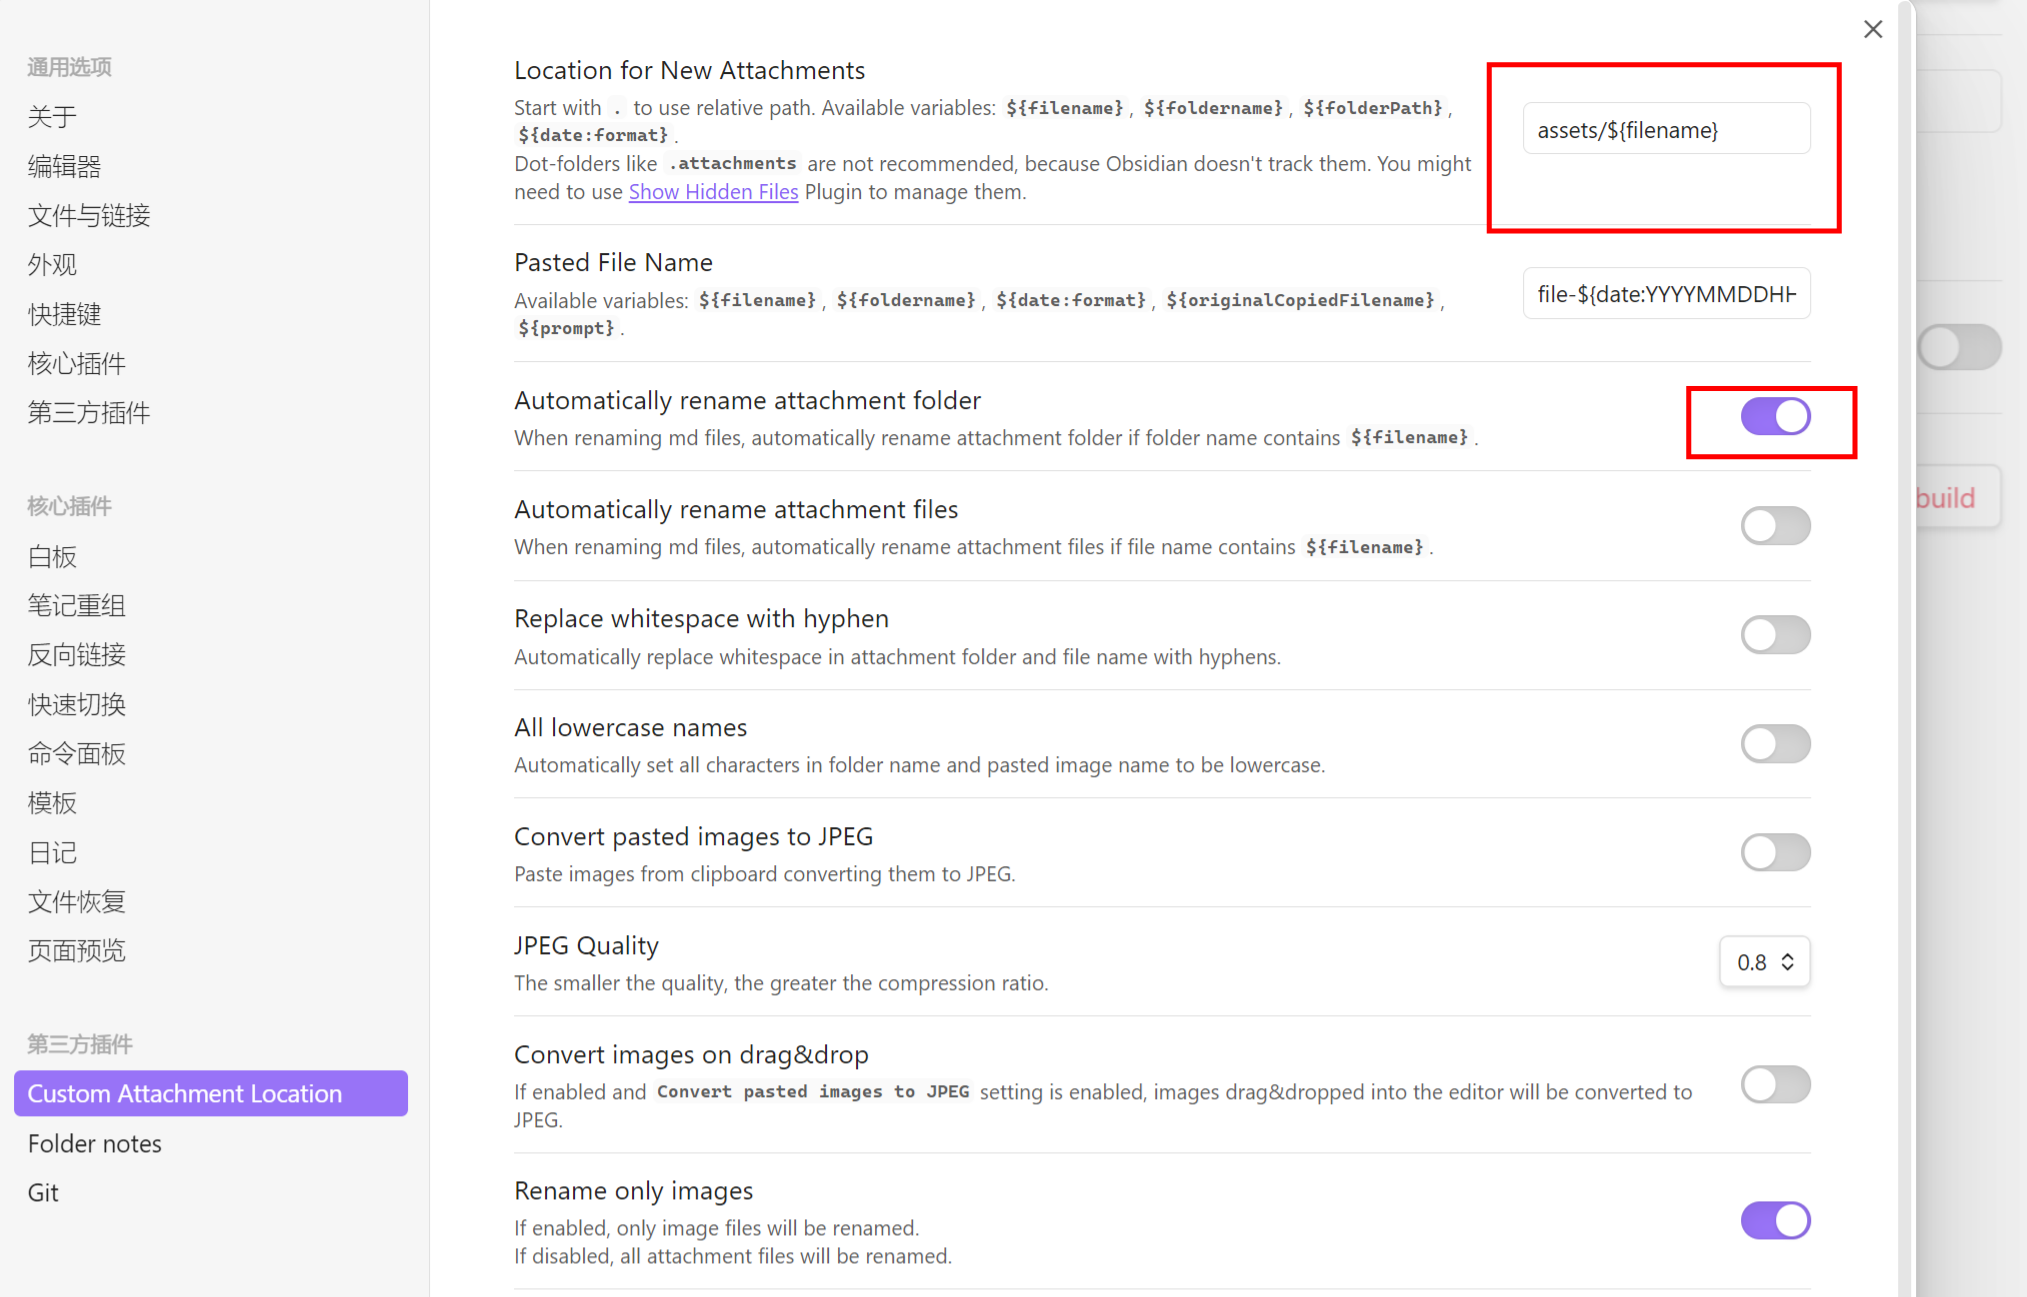 通用选项
关于
编辑器
文件与链接
外观
快捷键
核心插件
第三方插件
核心插件
白板
笔记重组
反向链接
快速切换
命令面板
模板
日记
文件恢复
页面预览
第三方插件
Custom Attachment Location
Folder notes
Git
Location for New Attachments
Start with . to use relative path. Available variables: ${filename}, ${foldername}, ${folderPath},
${date:format}.
Dot-folders like .attachments are not recommended, because Obsidian doesn't track them. You might
need to use Show Hidden Files Plugin to manage them.
assets/${filename}
Pasted File Name
Available variables: ${filename}, ${foldername}, ${date:format}, ${originalCopiedFilename},
${prompt}.
file-${date:YYYYMMDDHH
Automatically rename attachment folder
When renaming md files, automatically rename attachment folder if folder name contains ${filename}.
Automatically rename attachment files
When renaming md files, automatically rename attachment files if file name contains ${filename}.
Replace whitespace with hyphen
Automatically replace whitespace in attachment folder and file name with hyphens.
All lowercase names
Automatically set all characters in folder name and pasted image name to be lowercase.
Convert pasted images to JPEG
Paste images from clipboard converting them to JPEG.
JPEG Quality
The smaller the quality, the greater the compression ratio.
0.8
Convert images on drag&drop
If enabled and Convert pasted images to JPEG setting is enabled, images drag&dropped into the editor will be converted to
JPEG.
Rename only images
If enabled, only image files will be renamed.
If disabled, all attachment files will be renamed.
build